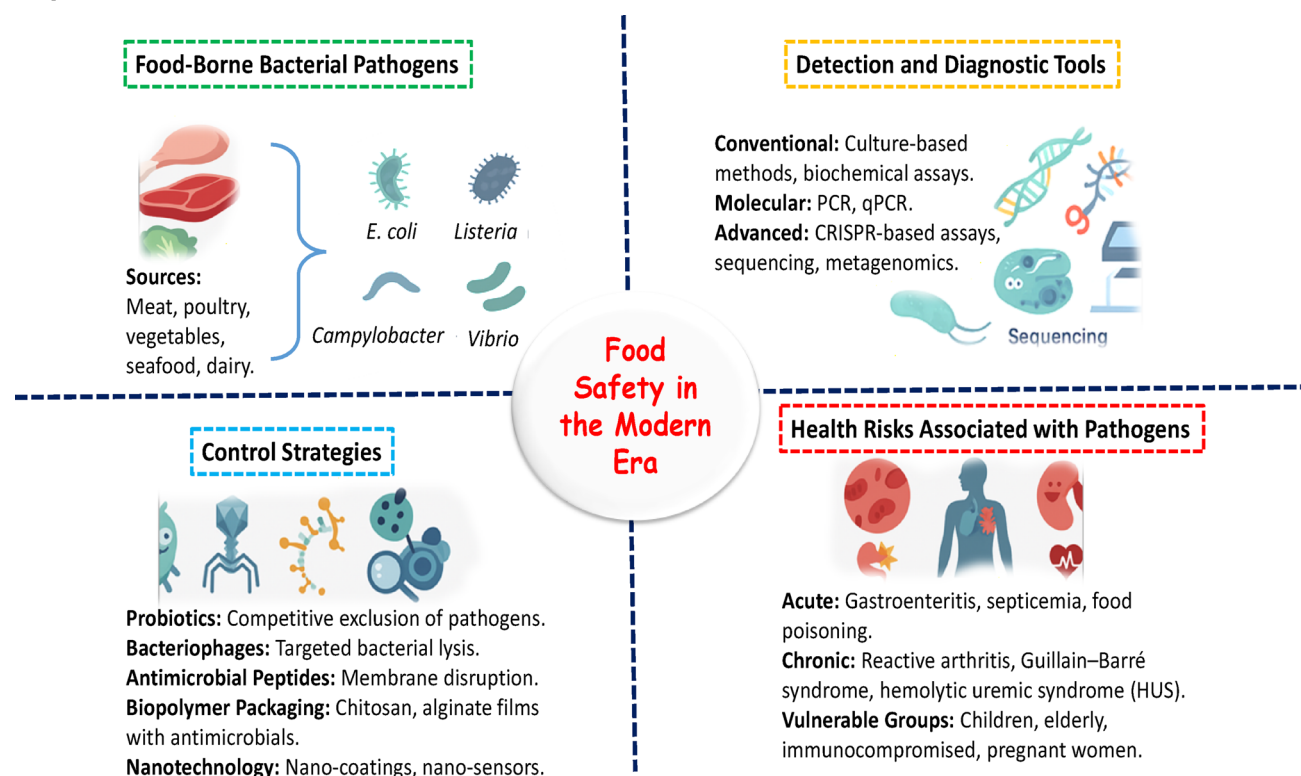 Food-Borne Bacterial Pathogens
Sources:
Meat, poultry,
vegetables,
seafood, dairy.
E. coli
Listeria
Campylobacter
Vibrio
Detection and Diagnostic Tools
Conventional: Culture-based
methods, biochemical assays.
Molecular: PCR, qPCR.
Advanced: CRISPR-based assays,
sequencing, metagenomics.
Sequencing
Food
Safety in
the Modern
Era
Control Strategies
Probiotics: Competitive exclusion of pathogens.
Bacteriophages: Targeted bacterial lysis.
Antimicrobial Peptides: Membrane disruption.
Biopolymer Packaging: Chitosan, alginate films
with antimicrobials.
Nanotechnology: Nano-coatings, nano-sensors.
Health Risks Associated with Pathogens
Acute: Gastroenteritis, septicemia, food
poisoning.
Chronic: Reactive arthritis, Guillain–Barré
syndrome, hemolytic uremic syndrome (HUS).
Vulnerable Groups: Children, elderly,
immunocompromised, pregnant women.